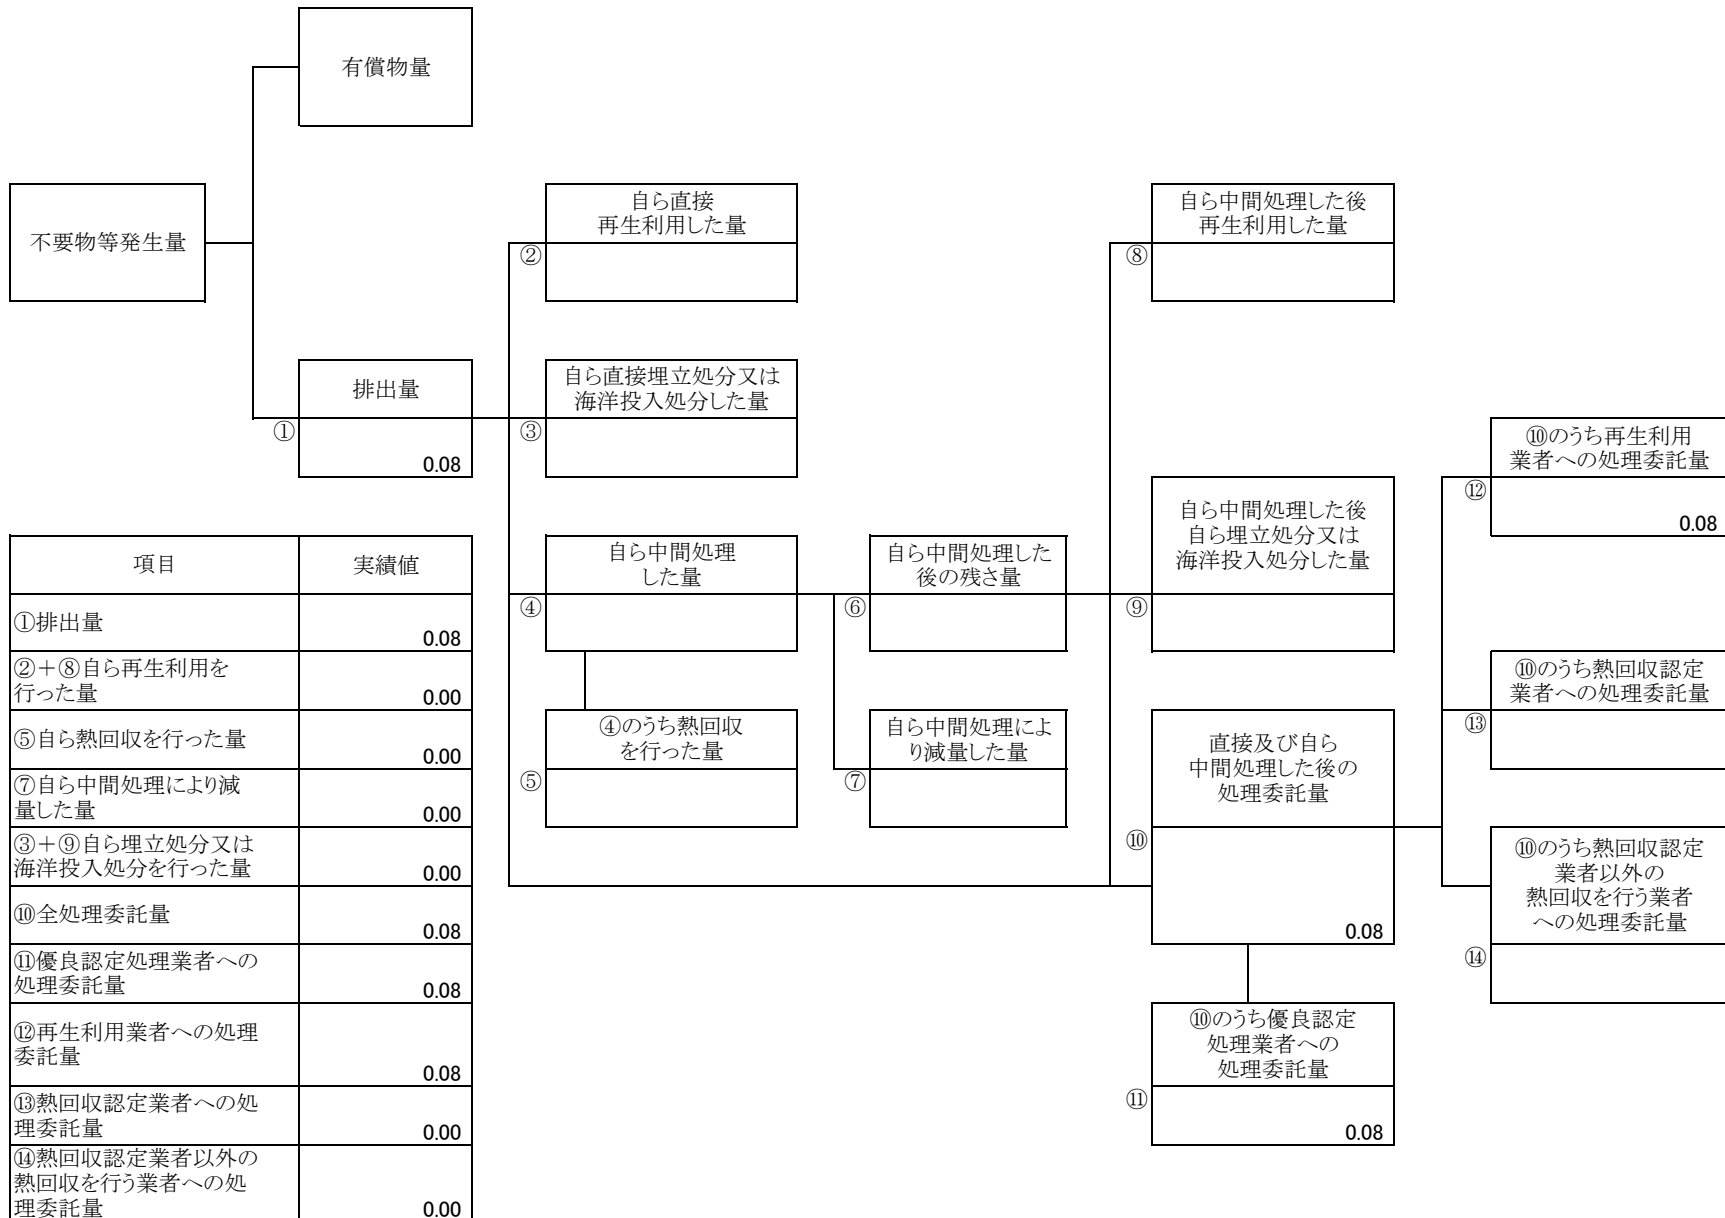 有償物量
不要物等発生量
自ら直接
再生利用した量
②
自ら中間処理した後
再生利用した量
⑧
排出量
①
0.08
自ら直接埋立処分又は
海洋投入処分した量
③
⑩のうち再生利用
業者への処理委託量
⑫
0.08
自ら中間処理
した量
④
自ら中間処理した
後の残さ量
⑥
自ら中間処理した後
自ら埋立処分又は
海洋投入処分した量
⑨
⑩のうち熱回収認定
業者への処理委託量
⑬
④のうち熱回収
を行った量
⑤
自ら中間処理によ
り減量した量
⑦
直接及び自ら
中間処理した後の
処理委託量
⑩
0.08
⑩のうち熱回収認定
業者以外の
熱回収を行う業者
への処理委託量
⑭
⑩のうち優良認定
処理業者への
処理委託量
⑪
0.08
項目 実績値
①排出量
0.08
②+⑧自ら再生利用を
行った量
0.00
⑤自ら熱回収を行った量
0.00
⑦自ら中間処理により減
量した量
0.00
③+⑨自ら埋立処分又は
海洋投入処分を行った量
0.00
⑩全処理委託量
0.08
⑪優良認定処理業者への
処理委託量
0.08
⑫再生利用業者への処理
委託量
0.08
⑬熱回収認定業者への処
理委託量
0.00
⑭熱回収認定業者以外の
熱回収を行う業者への処
理委託量
0.00